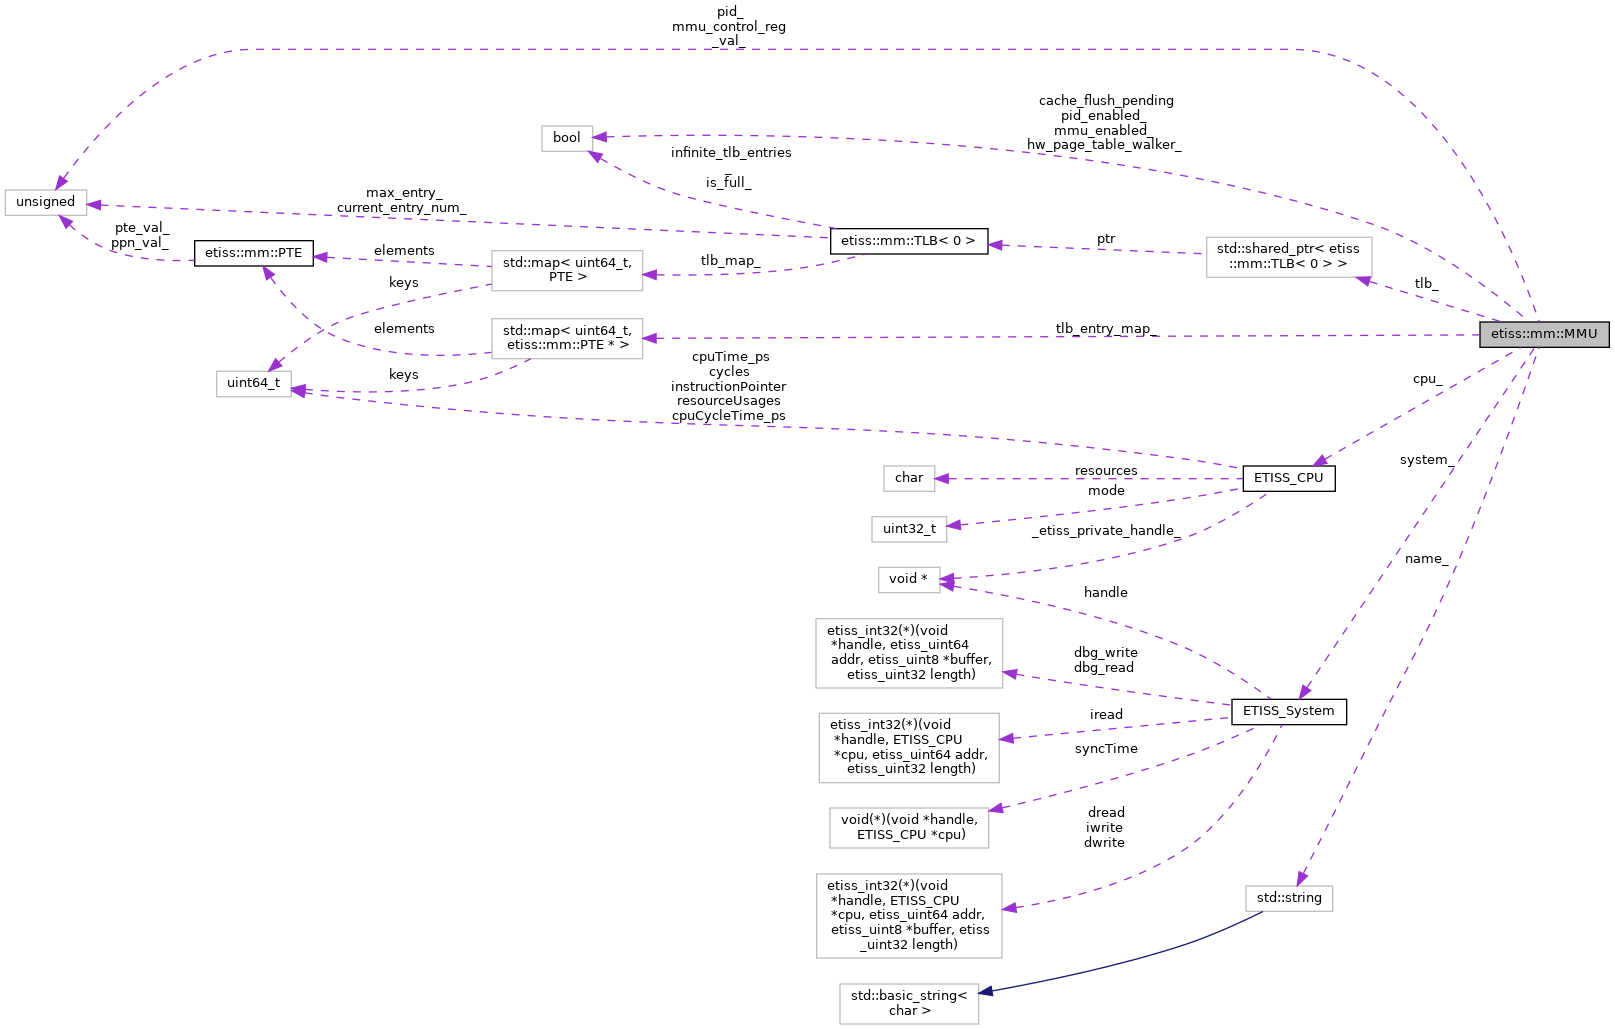 pid_
mmu_control_reg
_val_
cache_flush_pending
pid_enabled_
mmu_enabled_
hw_page_table_walker_
bool
infinite_tlb_entries
_
is_full_
unsigned
max_entry_
current_entry_num_
pte_val_
ppn_val_
etiss::mm::PTE
elements
std::map< uint64_t,
PTE >
tlb_map_
etiss::mm::TLB< 0 >
ptr
std::shared_ptr< etiss
::mm::TLB< 0 > >
tlb_
keys
elements
std::map< uint64_t,
etiss::mm::PTE * >
tlb_entry_map_
etiss::mm::MMU
uint64_t
keys
cpuTime_ps
cycles
instructionPointer
resourceUsages
cpuCycleTime_ps
cpu_
char
resources
ETISS_CPU
system_
mode
uint32_t
_etiss_private_handle_
void *
name_
handle
etiss_int32(*)(void
*handle, etiss_uint64
addr, etiss_uint8 *buffer,
etiss_uint32 length)
dbg_write
dbg_read
ETISS_System
iread
etiss_int32(*)(void
*handle, ETISS_CPU
*cpu, etiss_uint64 addr,
etiss_uint32 length)
syncTime
void(*)(void *handle,
ETISS_CPU *cpu)
dread
iwrite
dwrite
etiss_int32(*)(void
*handle, ETISS_CPU
*cpu, etiss_uint64 addr,
etiss_uint8 *buffer, etiss
_uint32 length)
std::string
std::basic_string<
char >